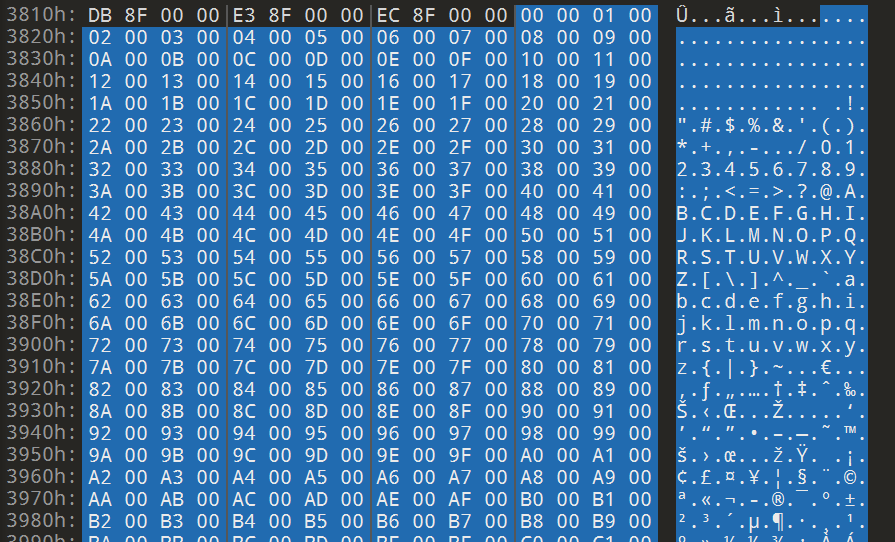 3810h: DB 8F 00 00 E3 8F 00 00 EC 8F 00 00 00 00 01 00 Û...ã...ì.......
3820h: 02 00 03 00 04 00 05 00 06 00 07 00 08 00 09 00 ................
3830h: 0A 00 0B 00 0C 00 0D 00 0E 00 0F 00 10 00 11 00 ................
3840h: 12 00 13 00 14 00 15 00 16 00 17 00 18 00 19 00 ................
3850h: 1A 00 1B 00 1C 00 1D 00 1E 00 1F 00 20 00 21 00 ............ .!.
3860h: 22 00 23 00 24 00 25 00 26 00 27 00 28 00 29 00 ".#.$.%.&.'.(.).
3870h: 2A 00 2B 00 2C 00 2D 00 2E 00 2F 00 30 00 31 00 *.+.,.-.../.0.1.
3880h: 32 00 33 00 34 00 35 00 36 00 37 00 38 00 39 00 2.3.4.5.6.7.8.9.
3890h: 3A 00 3B 00 3C 00 3D 00 3E 00 3F 00 40 00 41 00 :.;.<.=.>.?.@.A.
38A0h: 42 00 43 00 44 00 45 00 46 00 47 00 48 00 49 00 B.C.D.E.F.G.H.I.
38B0h: 4A 00 4B 00 4C 00 4D 00 4E 00 4F 00 50 00 51 00 J.K.L.M.N.O.P.Q.
38C0h: 52 00 53 00 54 00 55 00 56 00 57 00 58 00 59 00 R.S.T.U.V.W.X.Y.
38D0h: 5A 00 5B 00 5C 00 5D 00 5E 00 5F 00 60 00 61 00 Z.[.\.].^._.`.a.
38E0h: 62 00 63 00 64 00 65 00 66 00 67 00 68 00 69 00 b.c.d.e.f.g.h.i.
38F0h: 6A 00 6B 00 6C 00 6D 00 6E 00 6F 00 70 00 71 00 j.k.l.m.n.o.p.q.
3900h: 72 00 73 00 74 00 75 00 76 00 77 00 78 00 79 00 r.s.t.u.v.w.x.y.
3910h: 7A 00 7B 00 7C 00 7D 00 7E 00 7F 00 80 00 81 00 z.{.|.}.~...€...
3920h: 82 00 83 00 84 00 85 00 86 00 87 00 88 00 89 00 ‚.ƒ.„.….†.‡.ˆ.‰.
3930h: 8A 00 8B 00 8C 00 8D 00 8E 00 8F 00 90 00 91 00 Š.‹.Œ...Ž.....‘.
3940h: 92 00 93 00 94 00 95 00 96 00 97 00 98 00 99 00 ’.“.”.•.–.—.˜.™.
3950h: 9A 00 9B 00 9C 00 9D 00 9E 00 9F 00 A0 00 A1 00 š.›.œ...ž.Ÿ. .¡.
3960h: A2 00 A3 00 A4 00 A5 00 A6 00 A7 00 A8 00 A9 00 ¢.£.¤.¥.¦.§.¨.©.
3970h: AA 00 AB 00 AC 00 AD 00 AE 00 AF 00 B0 00 B1 00 ª.«.¬.-.®.¯.°.±.
3980h: B2 00 B3 00 B4 00 B5 00 B6 00 B7 00 B8 00 B9 00 ².³.´.µ.¶.·.¸.¹.